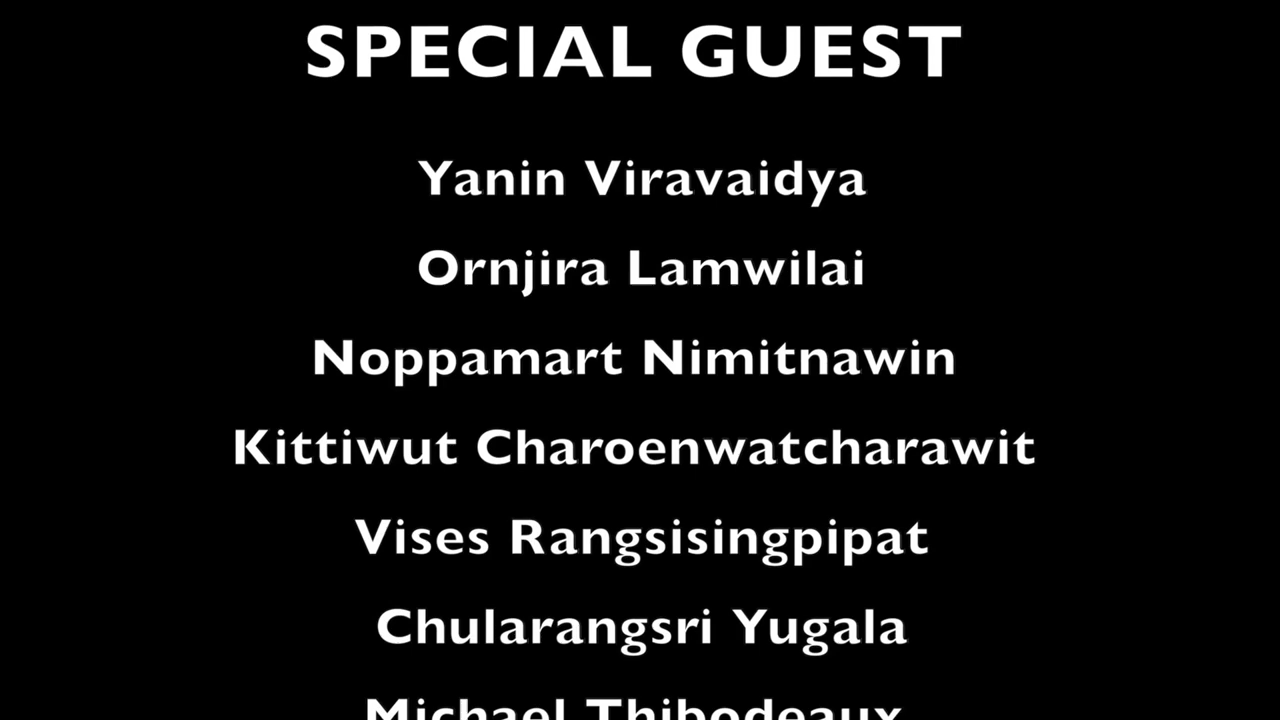 SPECIAL GUEST
Yanin Viravaidya
Ornjira Lamwilai
Noppamart Nimitnawin
Kittiwut Charoenwatcharawit
Vises Rangsisingpipat
Chularangsri Yugala
Michael Thibodeaux